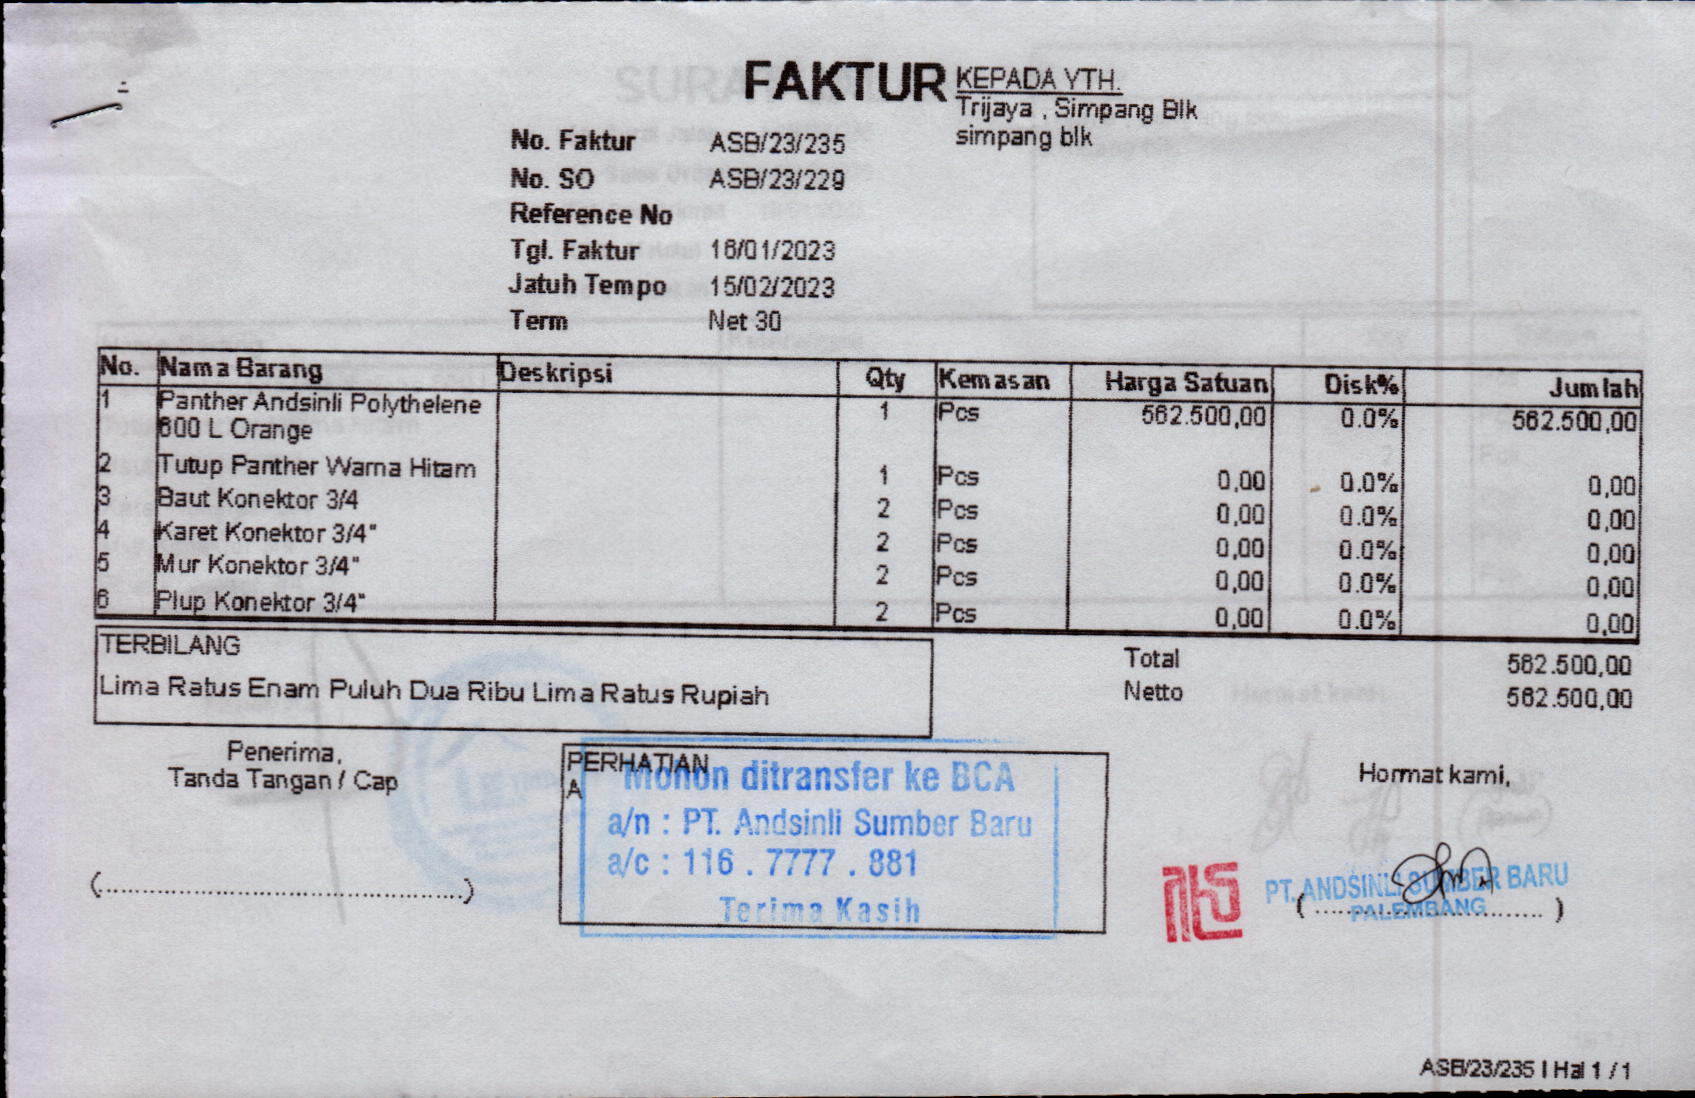 FAKTUR
KEPADA YTH.
Trijaya , Simpang Blk
simpang blk
No. Faktur ASB/23/235
No. SO ASB/23/229
Reference No
Tgl. Faktur 16/01/2023
Jatuh Tempo 15/02/2023
Term Net 30
No. Nama Barang Deskripsi Qty Kemasan Harga Satuan Disk% Jumlah
1 Panther Andsinli Polythelene 1 Pcs 562.500,00 0.0% 562.500,00
600 L Orange
2 Tutup Panther Warna Hitam 1 Pcs 0,00 0.0% 0,00
3 Baut Konektor 3/4 2 Pcs 0,00 0.0% 0,00
4 Karet Konektor 3/4" 2 Pcs 0,00 0.0% 0,00
5 Mur Konektor 3/4" 2 Pcs 0,00 0.0% 0,00
6 Plup Konektor 3/4" 2 Pcs 0,00 0.0% 0,00
TERBILANG
Lima Ratus Enam Puluh Dua Ribu Lima Ratus Rupiah
Total 562.500,00
Netto 562.500,00
Penerima,
Tanda Tangan / Cap
(............................................)
PERHATIAN
A
Mohon ditransfer ke BCA
a/n : PT. Andsinli Sumber Baru
a/c : 116 . 7777 . 881
Terima Kasih
Hormat kami,
PT. ANDSINLI SUMBER BARU
PALEMBANG
(............................................)
ASB/23/235 | Hal 1 / 1